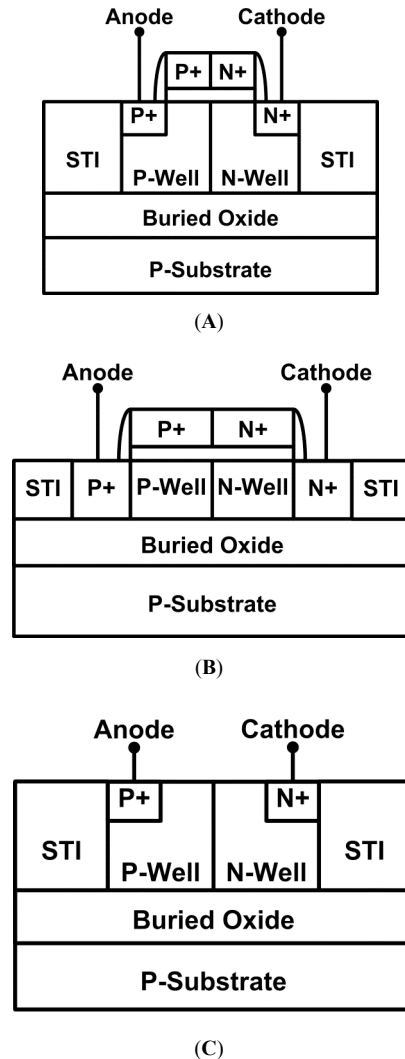 Anode Cathode
P+ N+
P+ N+
STI STI
P-Well N-Well
Buried Oxide
P-Substrate
(A)
Anode Cathode
P+ N+
STI P+ P-Well N-Well N+ STI
Buried Oxide
P-Substrate
(B)
Anode Cathode
P+ N+
STI STI
P-Well N-Well
Buried Oxide
P-Substrate
(C)